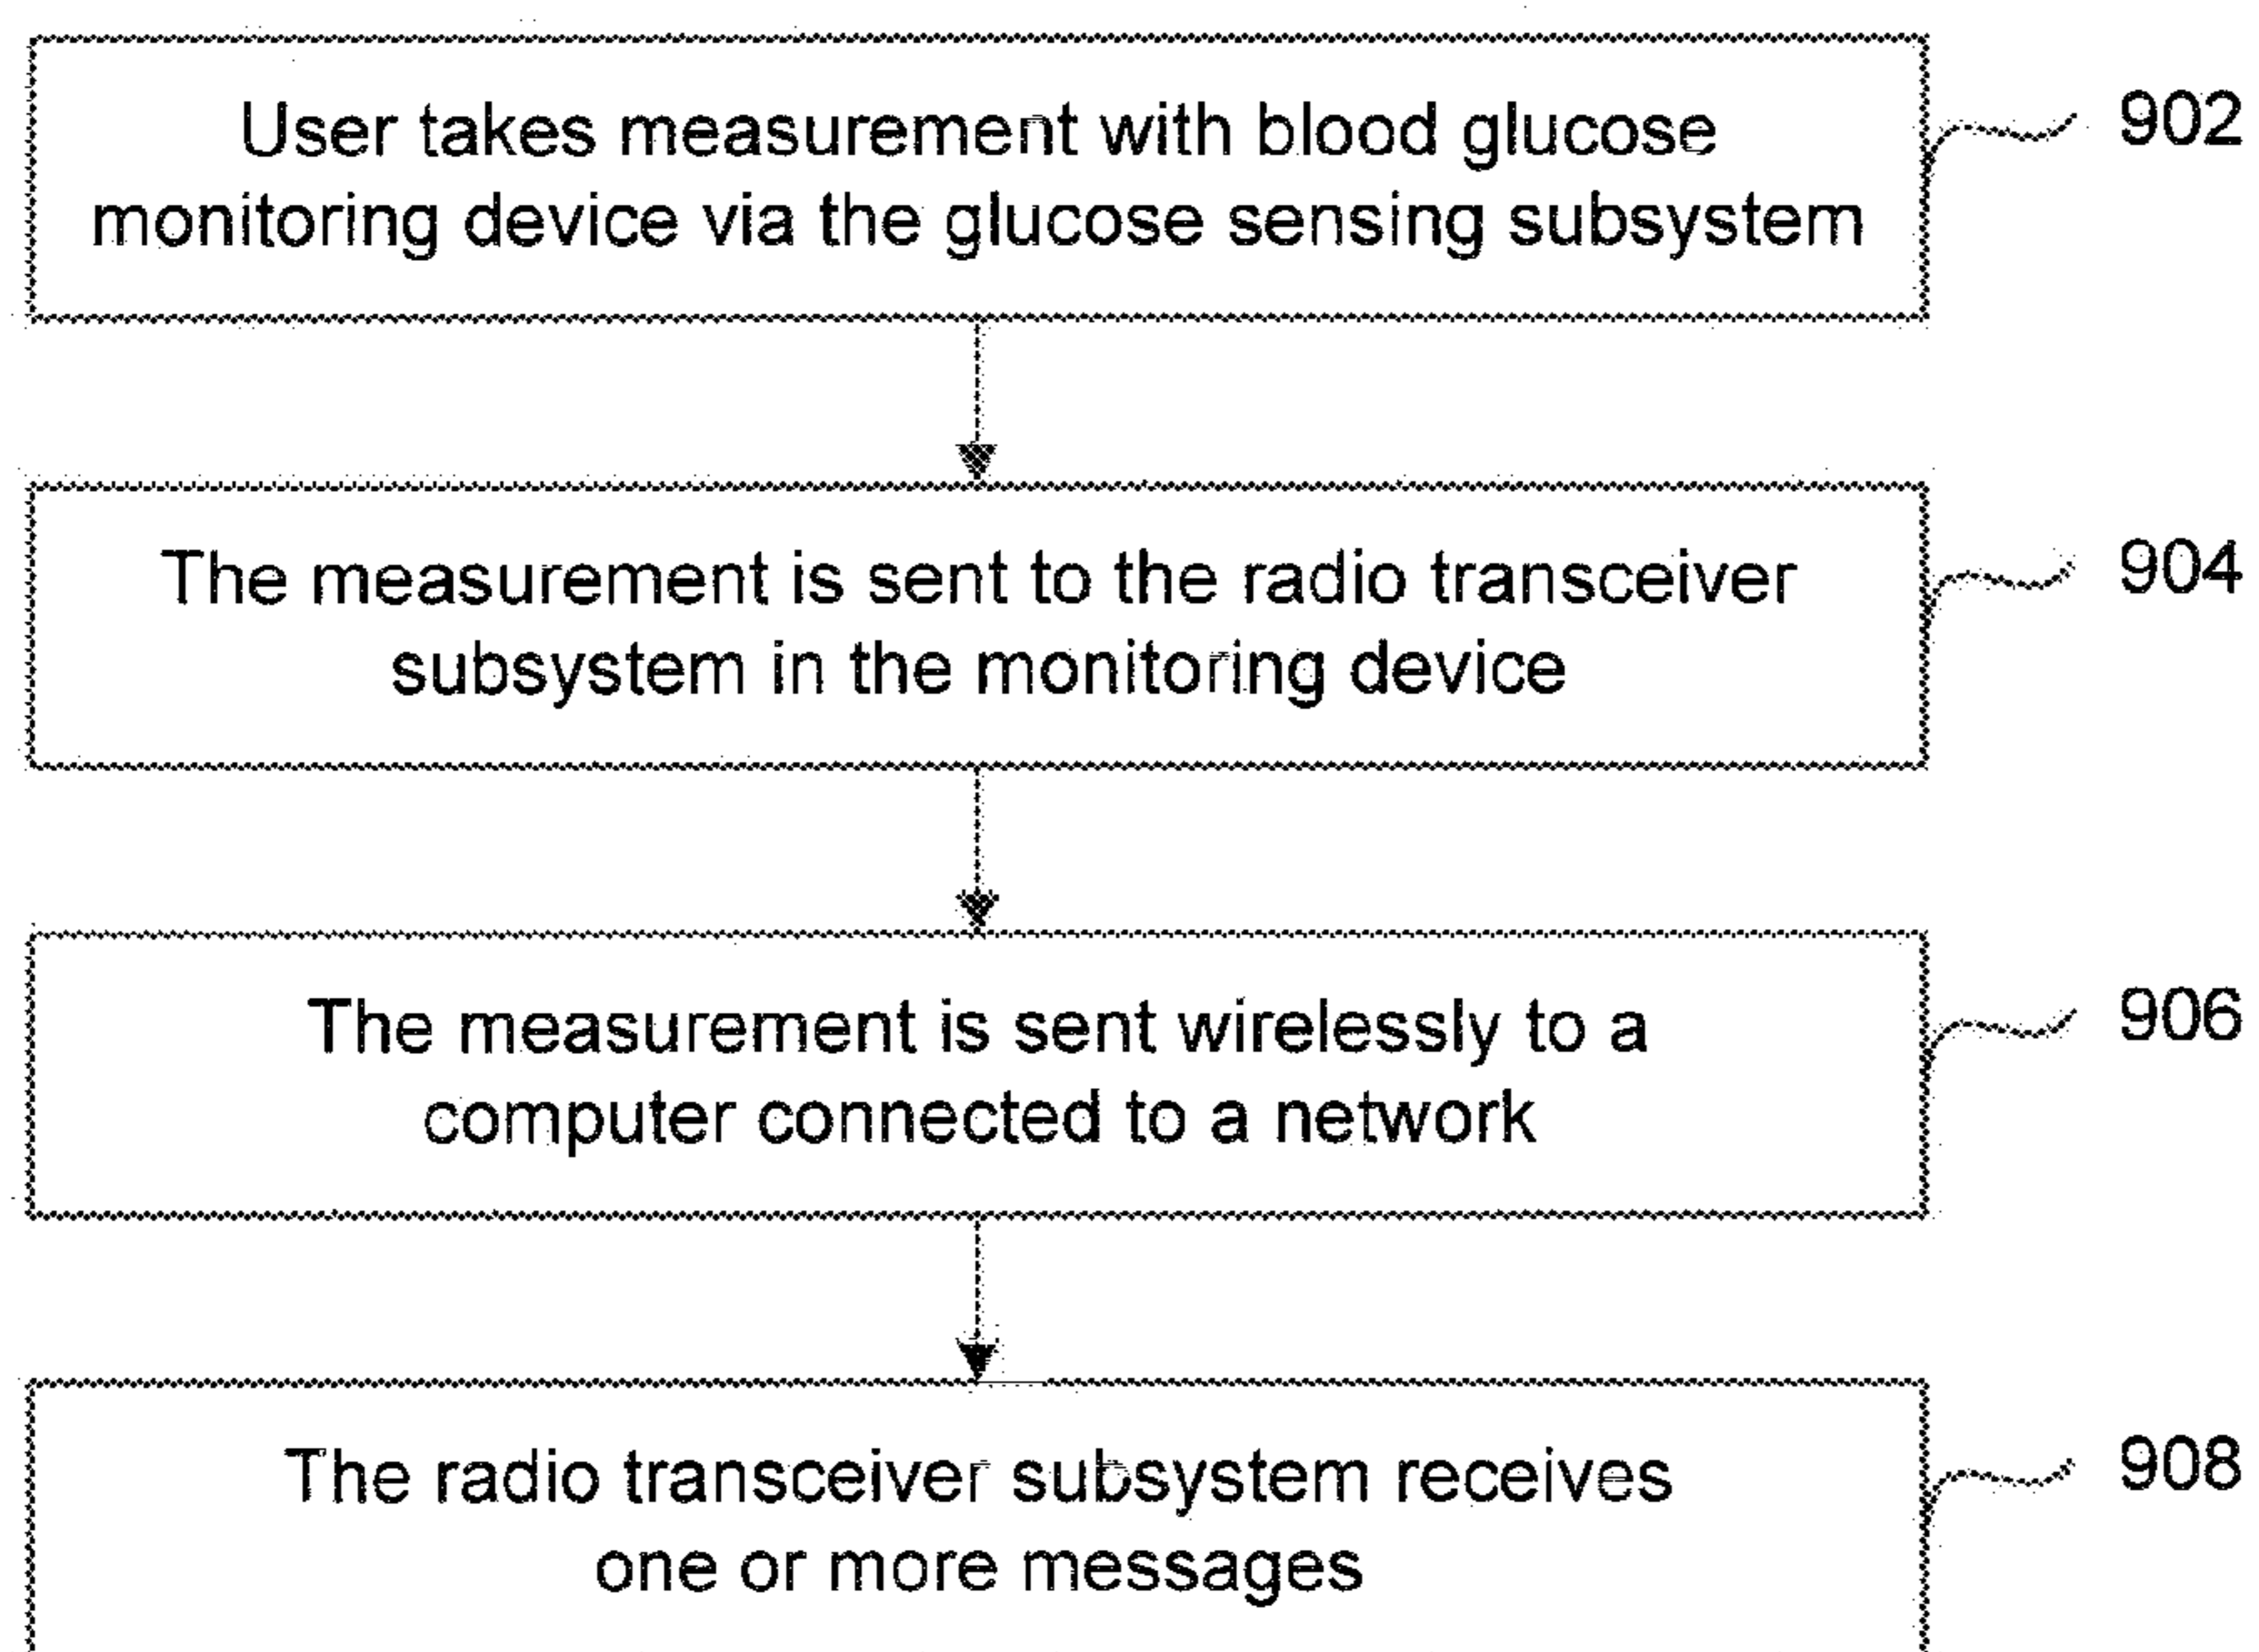 User takes measurement with blood glucose
monitoring device via the glucose sensing subsystem
902
The measurement is sent to the radio transceiver
subsystem in the monitoring device
904
The measurement is sent wirelessly to a
computer connected to a network
906
The radio transceiver subsystem receives
one or more messages
908